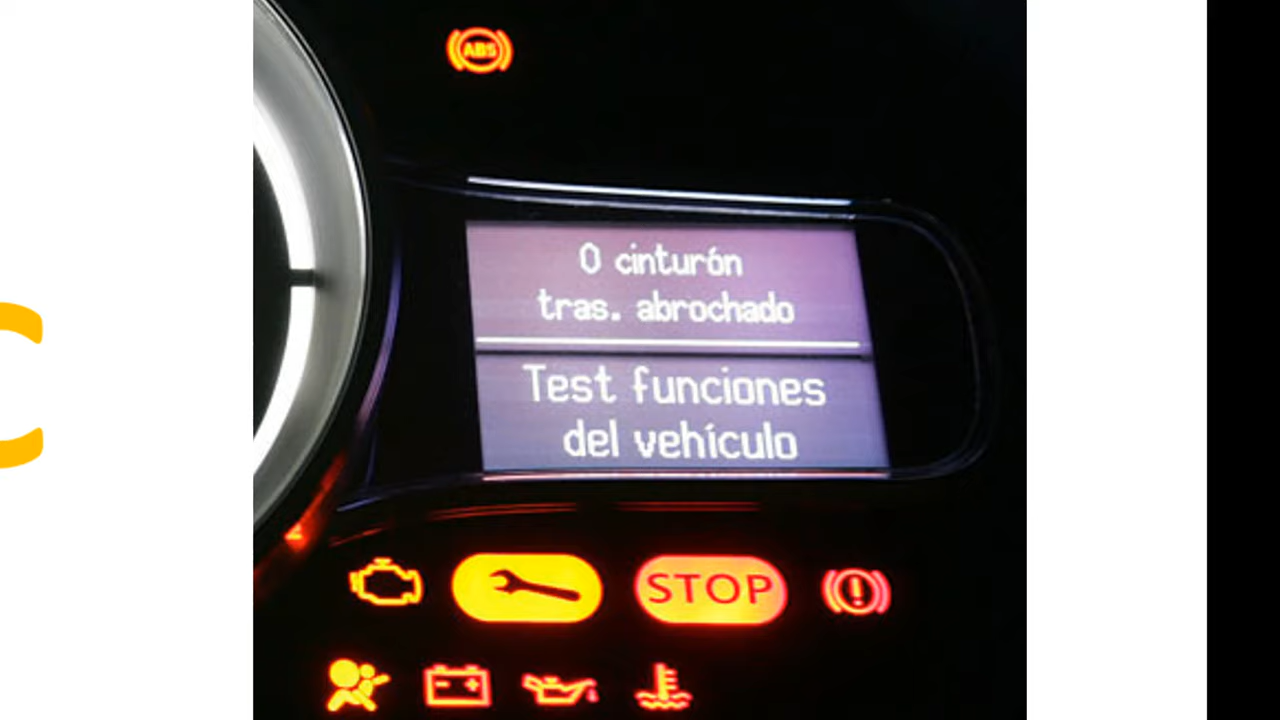 ABS
0 cinturón
tras. abrochado
Test funciones
del vehículo
STOP